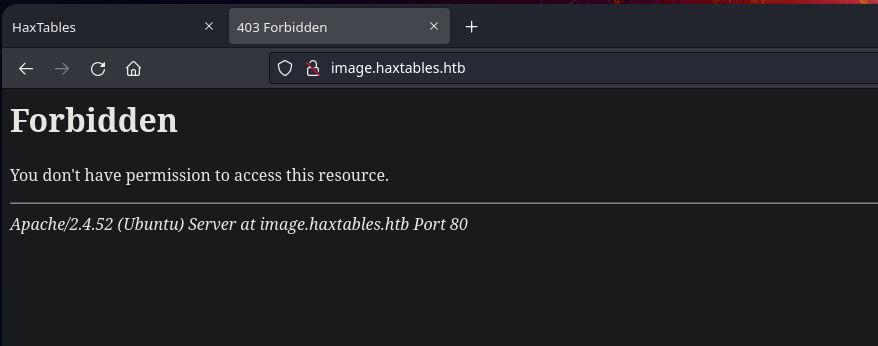 HaxTables
403 Forbidden
image.haxtables.htb
Forbidden
You don't have permission to access this resource.
Apache/2.4.52 (Ubuntu) Server at image.haxtables.htb Port 80